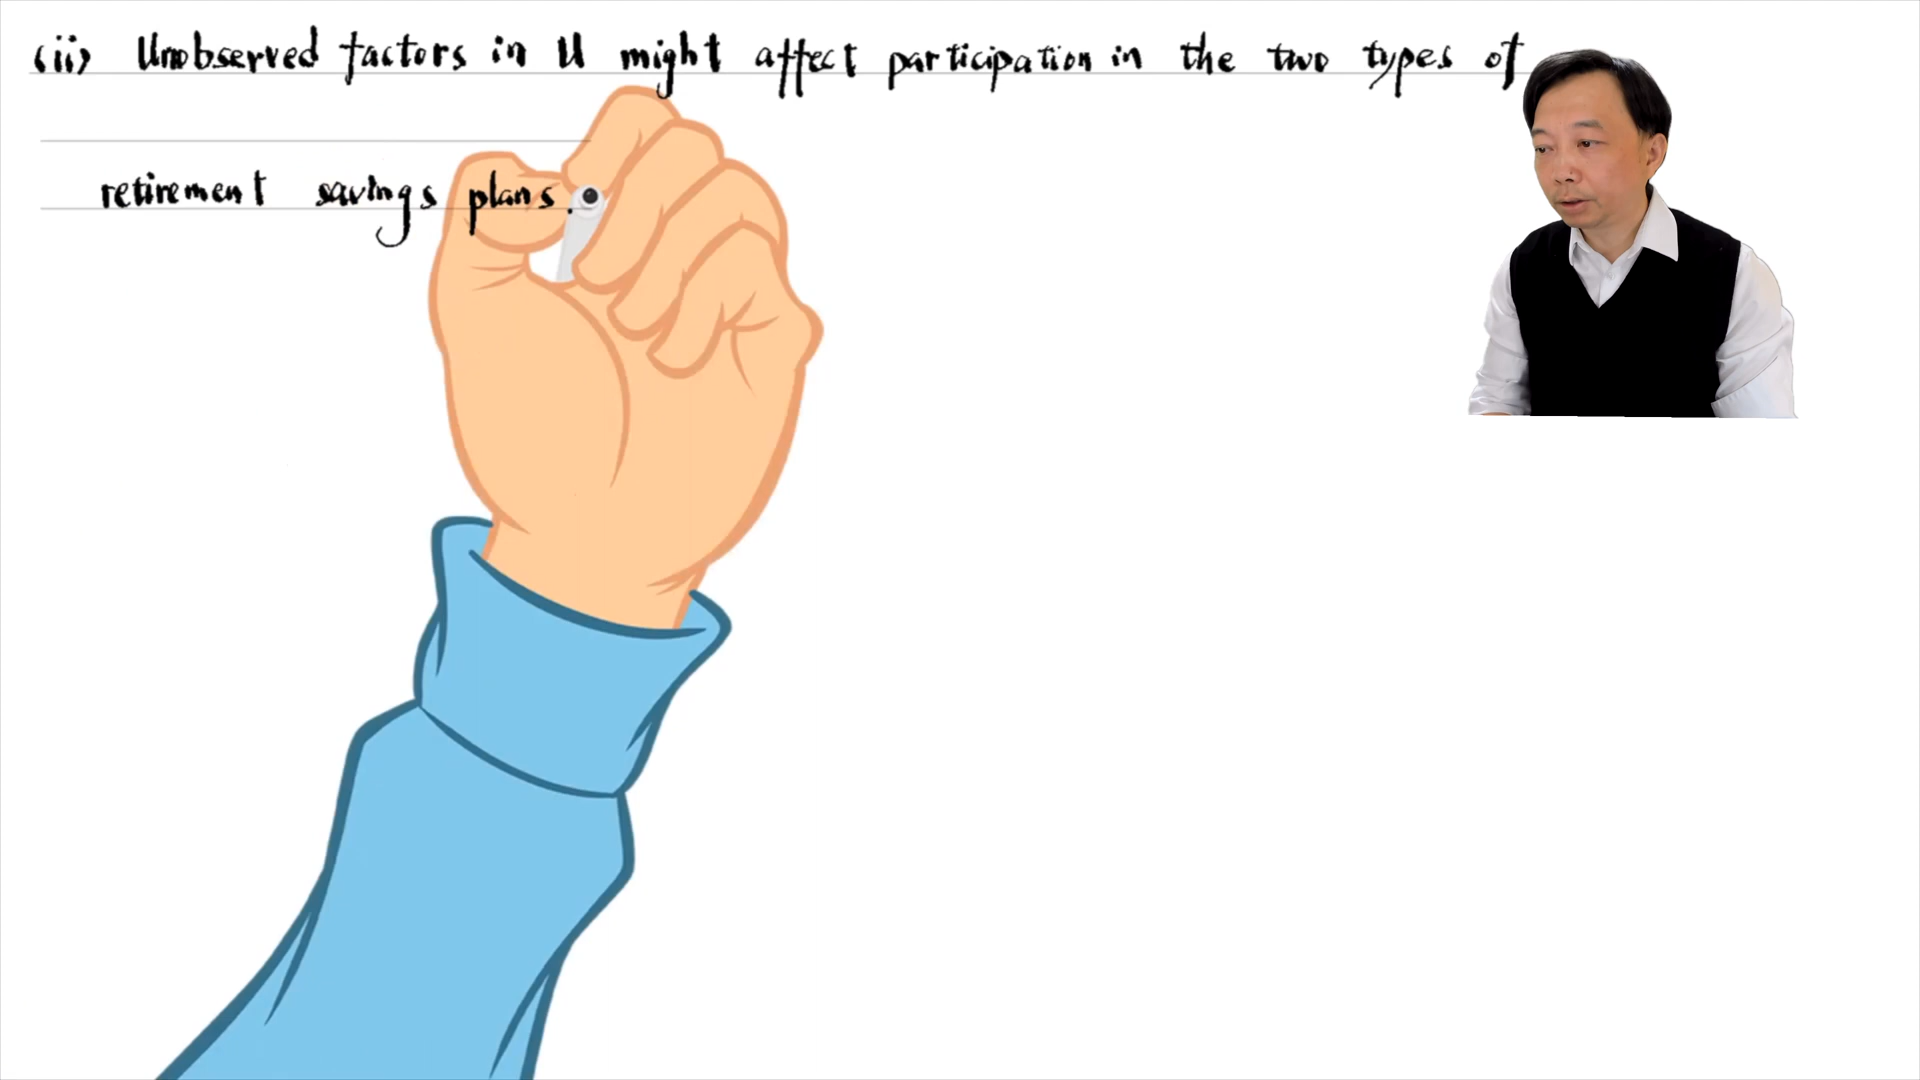 (ii) Unobserved factors in U might affect participation in the two types of
retirement savings plans.